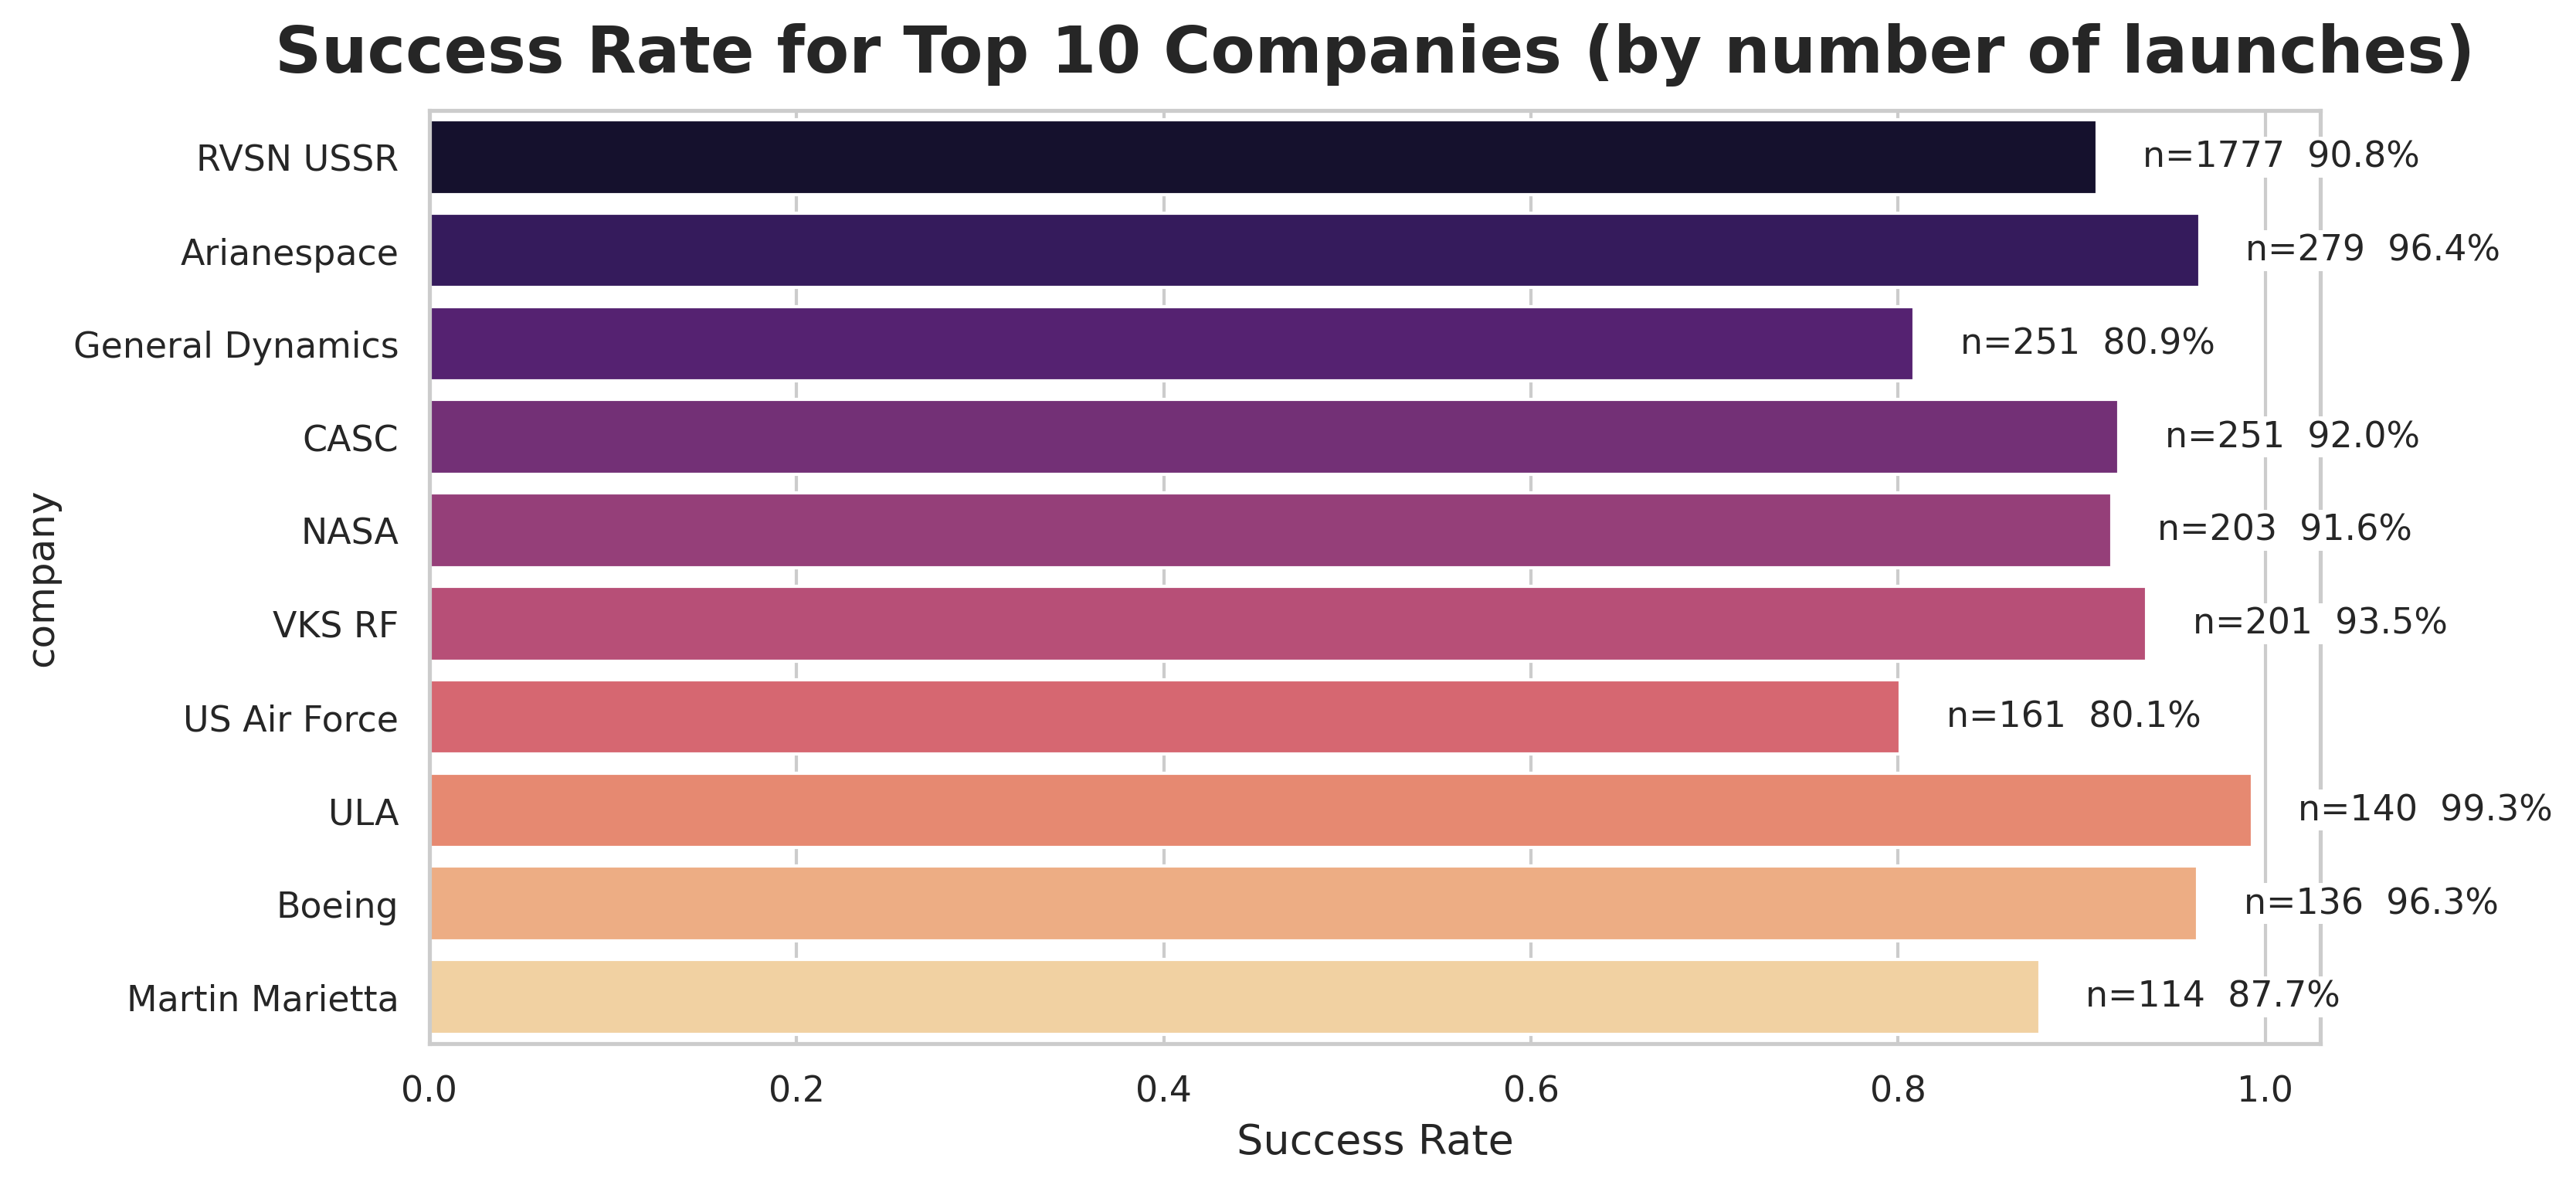 Success Rate for Top 10 Companies (by number of launches)
RVSN USSR n=1777 90.8%
Arianespace n=279 96.4%
General Dynamics n=251 80.9%
CASC n=251 92.0%
NASA n=203 91.6%
VKS RF n=201 93.5%
US Air Force n=161 80.1%
ULA n=140 99.3%
Boeing n=136 96.3%
Martin Marietta n=114 87.7%
company
0.0 0.2 0.4 0.6 0.8 1.0
Success Rate